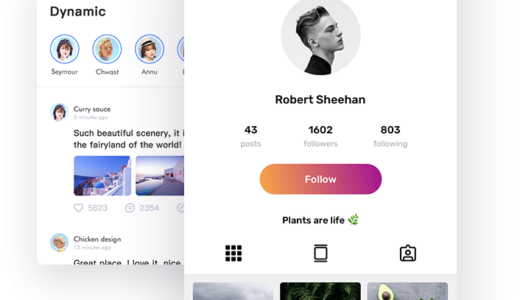 Dynamic
Seymour
Chwast
Annu
Curry sauce
5 minutes ago
Such beautiful scenery, it i
the fairyland of the world!
5623
2354
Chicken design
12 minutes ago
Great place, I love it, nice
Robert Sheehan
43
1602
803
posts
followers
following
Follow
Plants are life 🌿